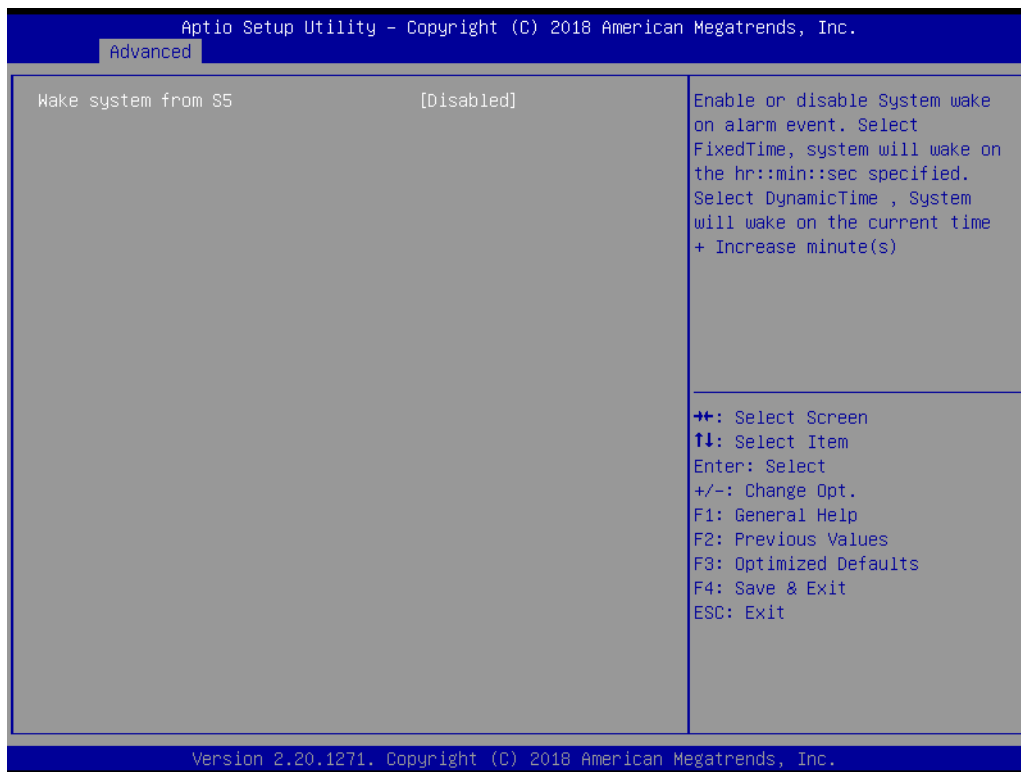 Aptio Setup Utility – Copyright (C) 2018 American Megatrends, Inc.
Advanced
Wake system from S5 [Disabled]
Enable or disable System wake
on alarm event. Select
FixedTime, system will wake on
the hr::min::sec specified.
Select DynamicTime , System
will wake on the current time
+ Increase minute(s)
→←: Select Screen
↑↓: Select Item
Enter: Select
+/-: Change Opt.
F1: General Help
F2: Previous Values
F3: Optimized Defaults
F4: Save & Exit
ESC: Exit
Version 2.20.1271. Copyright (C) 2018 American Megatrends, Inc.